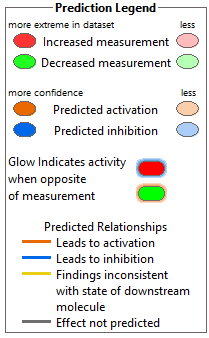 Prediction Legend
more extreme in dataset less
Increased measurement
Decreased measurement
more confidence less
Predicted activation
Predicted inhibition
Glow Indicates activity
when opposite
of measurement
Predicted Relationships
Leads to activation
Leads to inhibition
Findings inconsistent
with state of downstream
molecule
Effect not predicted